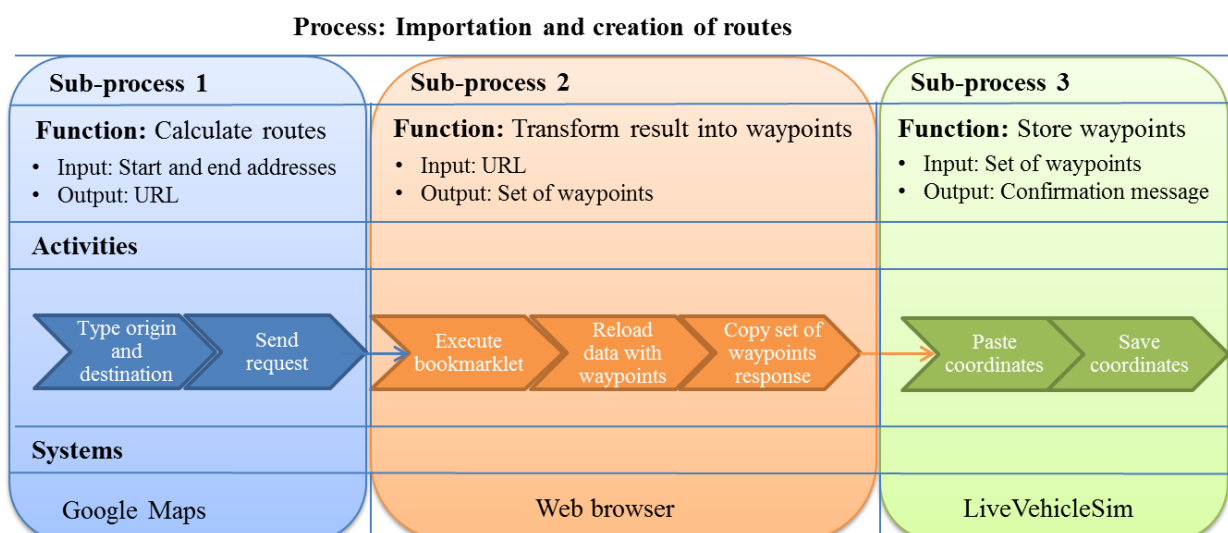 Process: Importation and creation of routes
Sub-process 1
Sub-process 2
Sub-process 3
Function: Calculate routes
• Input: Start and end addresses
• Output: URL
Function: Transform result into waypoints
• Input: URL
• Output: Set of waypoints
Function: Store waypoints
• Input: Set of waypoints
• Output: Confirmation message
Activities
Type origin
and
destination
Send
request
Execute
bookmarklet
Reload
data with
waypoints
Copy set of
waypoints
response
Paste
coordinates
Save
coordinates
Systems
Google Maps
Web browser
LiveVehicleSim